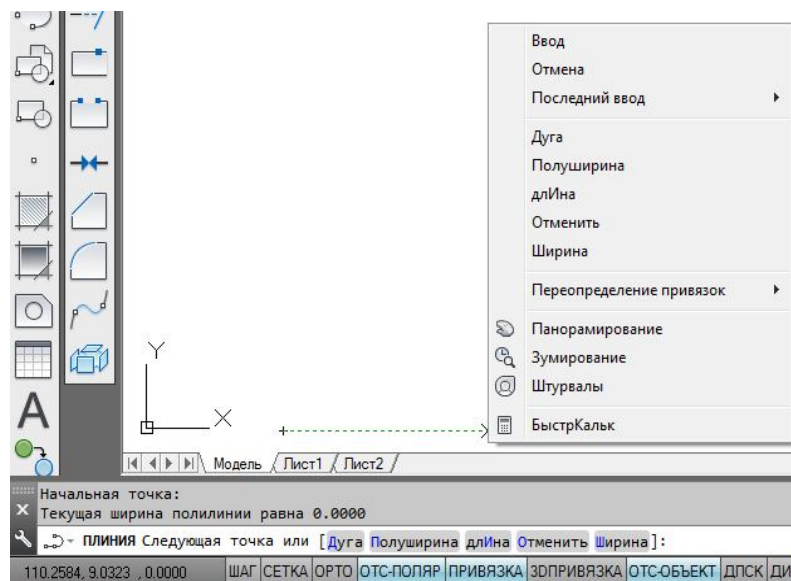 Ввод
Отмена
Последний ввод
Дуга
Полуширина
длИна
Отменить
Ширина
Переопределение привязок
Панорамирование
Зумирование
Штурвалы
БыстрКальк
Y
X
A
Модель Лист1 Лист2
Начальная точка:
Текущая ширина полилинии равна 0.0000
ПЛИНИЯ Следующая точка или [Дуга Полуширина длИна Отменить Ширина]:
110.2584, 9.0323 , 0.0000 ШАГ СЕТКА ОРТО ОТС-ПОЛЯР ПРИВЯЗКА 3DПРИВЯЗКА ОТС-ОБЪЕКТ ДПСК ДИ